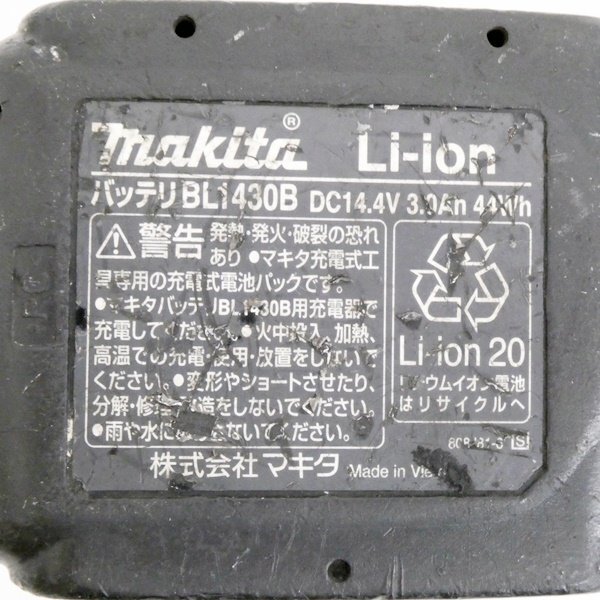 makita® Li-ion
バッテリBL1430B DC14.4V 3.0Ah 44Wh
警告 発熱・発火・破裂の恐れ
あり ●マキタ充電式工
具専用の充電式電池パックです。
●マキタバッテリBL1430B用充電器で
充電してください。●火中投入、加熱、
高温での充電・使用・放置をしないで
ください。●変形やショートさせたり、
分解・修理・改造をしないでください。
●雨や水にぬらさないでください。
Li-ion 20
リチウムイオン電池
はリサイクルへ
株式会社マキタ Made in